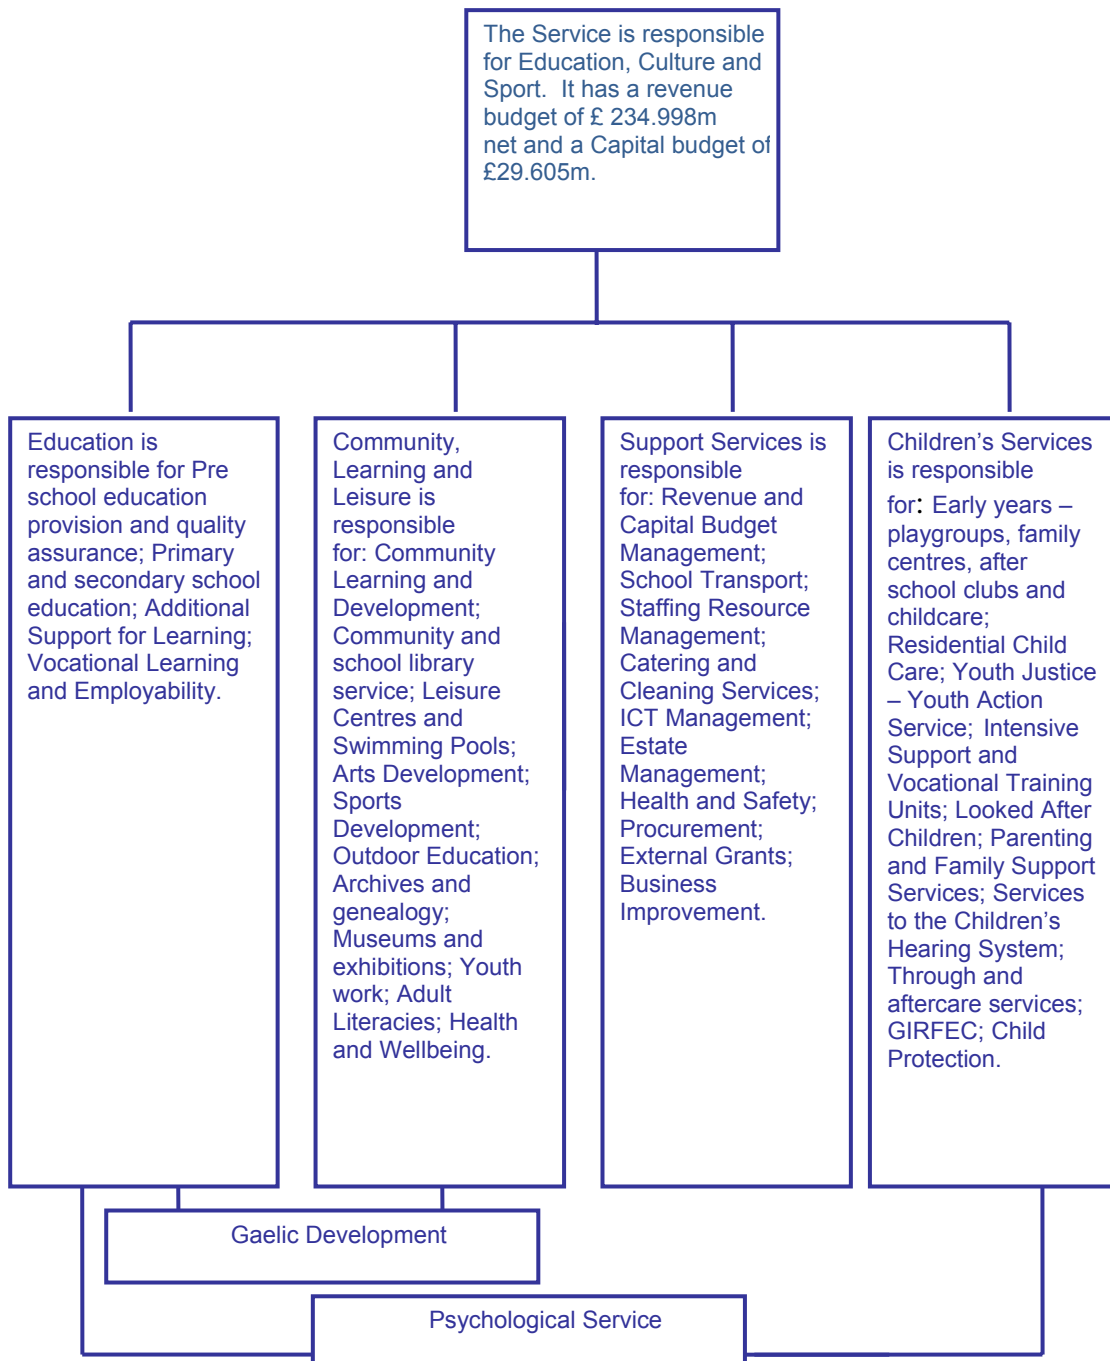 The Service is responsible
for Education, Culture and
Sport.  It has a revenue
budget of £ 234.998m
net and a Capital budget of
£29.605m.
Education is
responsible for Pre
school education
provision and quality
assurance; Primary
and secondary school
education; Additional
Support for Learning;
Vocational Learning
and Employability.
Community,
Learning and
Leisure is
responsible
for: Community
Learning and
Development;
Community and
school library
service; Leisure
Centres and
Swimming Pools;
Arts Development;
Sports
Development;
Outdoor Education;
Archives and
genealogy;
Museums and
exhibitions; Youth
work; Adult
Literacies; Health
and Wellbeing.
Support Services is
responsible
for: Revenue and
Capital Budget
Management;
School Transport;
Staffing Resource
Management;
Catering and
Cleaning Services;
ICT Management;
Estate
Management;
Health and Safety;
Procurement;
External Grants;
Business
Improvement.
Children’s Services
is responsible
for: Early years –
playgroups, family
centres, after
school clubs and
childcare;
Residential Child
Care; Youth Justice
– Youth Action
Service; Intensive
Support and
Vocational Training
Units; Looked After
Children; Parenting
and Family Support
Services; Services
to the Children’s
Hearing System;
Through and
aftercare services;
GIRFEC; Child
Protection.
Gaelic Development
Psychological Service